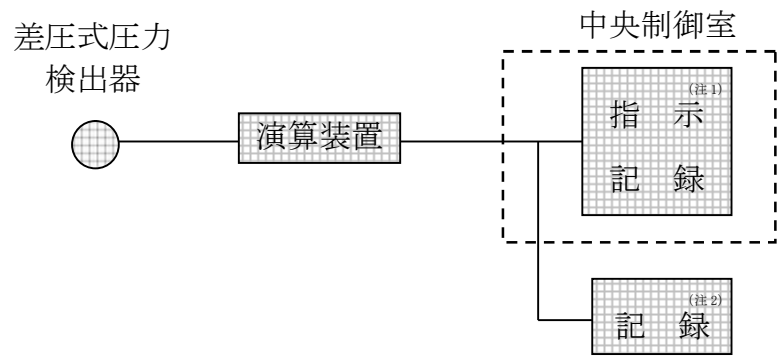 中央制御室
差圧式圧力
検出器
演算装置
(注1)
指 示
記 録
(注2)
記 録